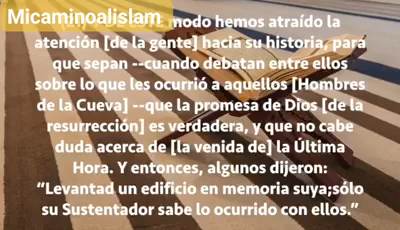 Micaminoalislam
modo hemos atraído la
atención [de la gente] hacia su historia, para
que sepan --cuando debatan entre ellos
sobre lo que les ocurrió a aquellos [Hombres
de la Cueva] --que la promesa de Dios [de la
resurrección] es verdadera, y que no cabe
duda acerca de [la venida de] la Última
Hora. Y entonces, algunos dijeron:
“Levantad un edificio en memoria suya;sólo
su Sustentador sabe lo ocurrido con ellos.”